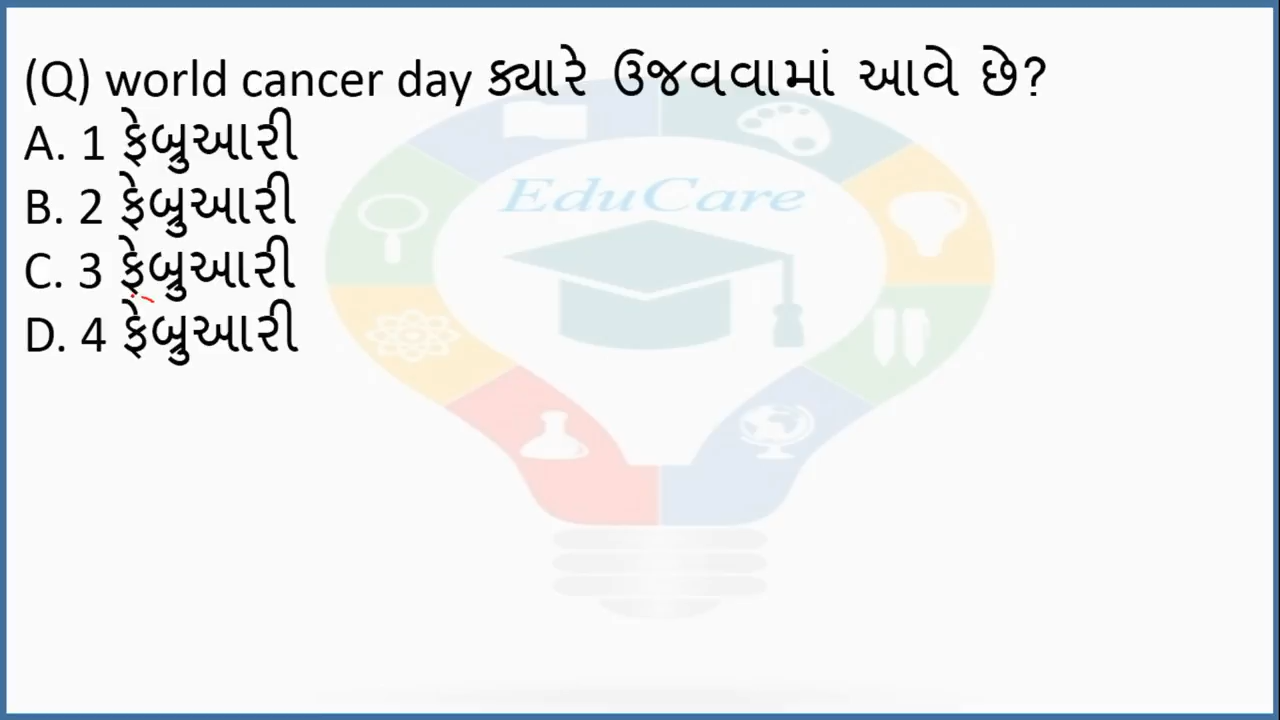 (Q) world cancer day ક્યારે ઉજવવામાં આવે છે?
A. 1 ફેબ્રુઆરી
B. 2 ફેબ્રુઆરી
C. 3 ફેબ્રુઆરી
D. 4 ફેબ્રુઆરી
EduCare